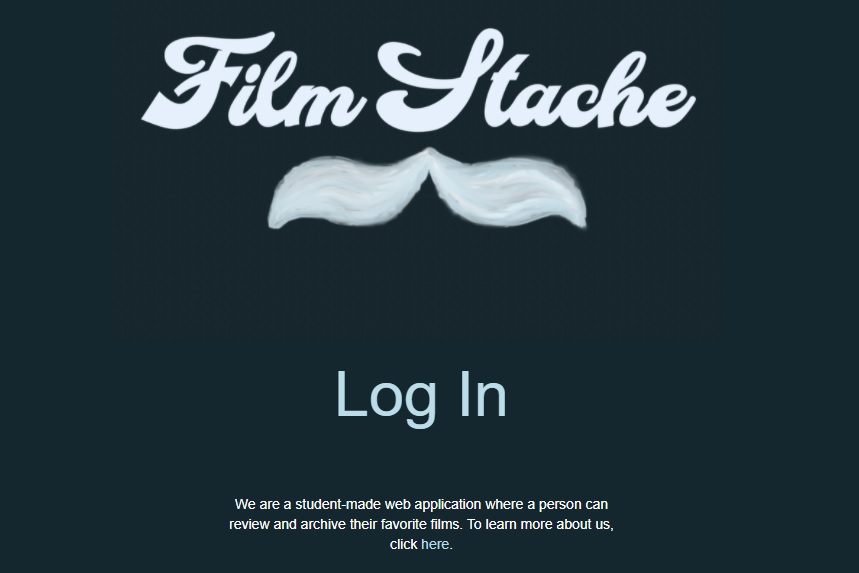 Film Stache
Log In
We are a student-made web application where a person can
review and archive their favorite films. To learn more about us,
click here.